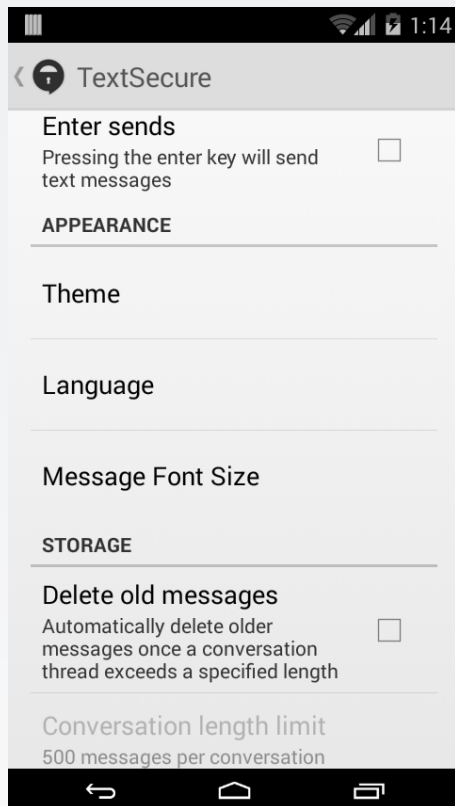 1:14
TextSecure
Enter sends
Pressing the enter key will send
text messages
APPEARANCE
Theme
Language
Message Font Size
STORAGE
Delete old messages
Automatically delete older
messages once a conversation
thread exceeds a specified length
Conversation length limit
500 messages per conversation